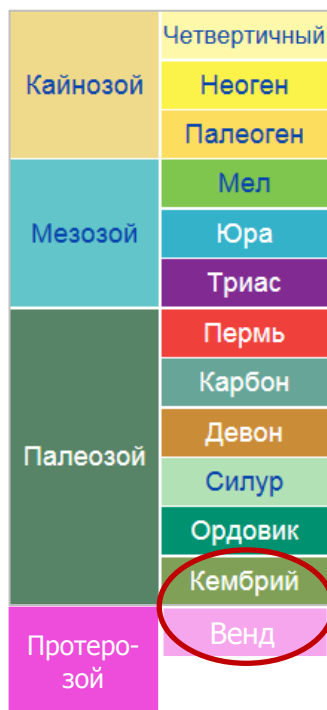 Кайнозой
Четвертичный
Неоген
Палеоген
Мезозой
Мел
Юра
Триас
Палеозой
Пермь
Карбон
Девон
Силур
Ордовик
Кембрий
Протеро-
зой
Венд